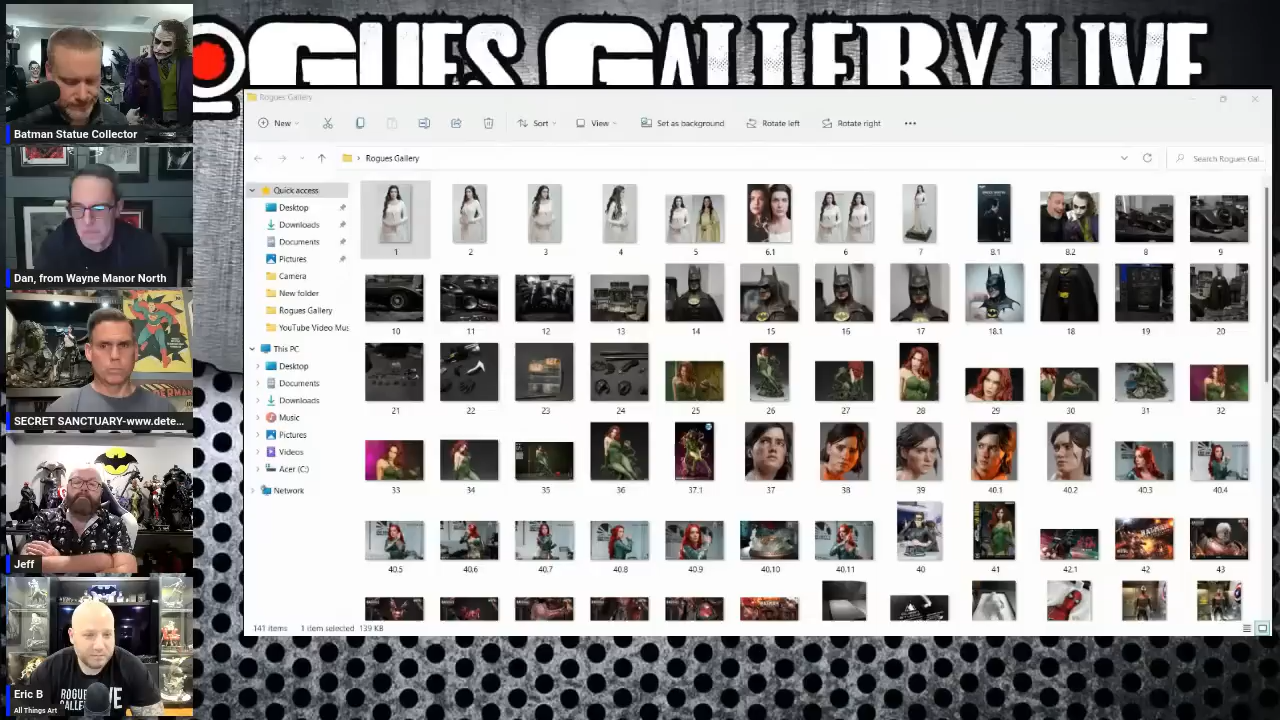 ROGUES GALLERY LIVE
Batman Statue Collector
Dan, from Wayne Manor North
SECRET SANCTUARY-www.dete...
Jeff
Eric B
All Things Art
Rogues Gallery
New
Sort
View
Set as background
Rotate left
Rotate right
Rogues Gallery
Search Rogues Gal...
Quick access
Desktop
Downloads
Documents
Pictures
Camera
New folder
Rogues Gallery
YouTube Video Mus
This PC
Desktop
Documents
Downloads
Music
Pictures
Videos
Acer (C:)
Network
1 2 3 4 5 6.1 6 7 8.1 8.2 8 9
10 11 12 13 14 15 16 17 18.1 18 19 20
21 22 23 24 25 26 27 28 29 30 31 32
33 34 35 36 37.1 37 38 39 40.1 40.2 40.3 40.4
40.5 40.6 40.7 40.8 40.9 40.10 40.11 40 41 42.1 42 43
141 items 1 item selected 139 KB